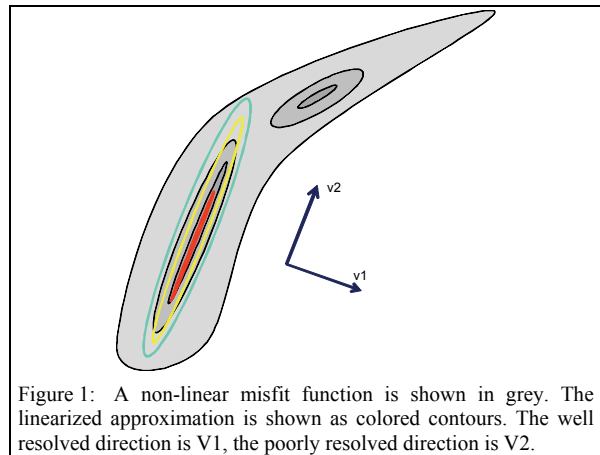 v2
v1
Figure 1: A non-linear misfit function is shown in grey. The
linearized approximation is shown as colored contours. The well
resolved direction is V1, the poorly resolved direction is V2.